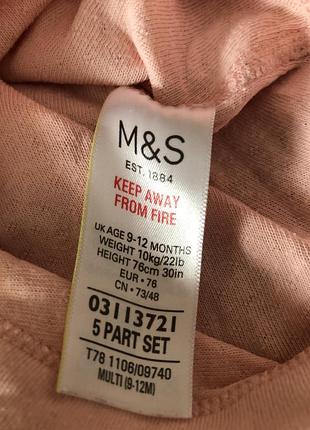 M&S
EST. 1884
KEEP AWAY
FROM FIRE
UK AGE 9-12 MONTHS
WEIGHT 10kg/22lb
HEIGHT 76cm 30in
EUR • 76
CN • 73/48
03113721
5 PART SET
T78 1106/09740
MULTI (9-12M)